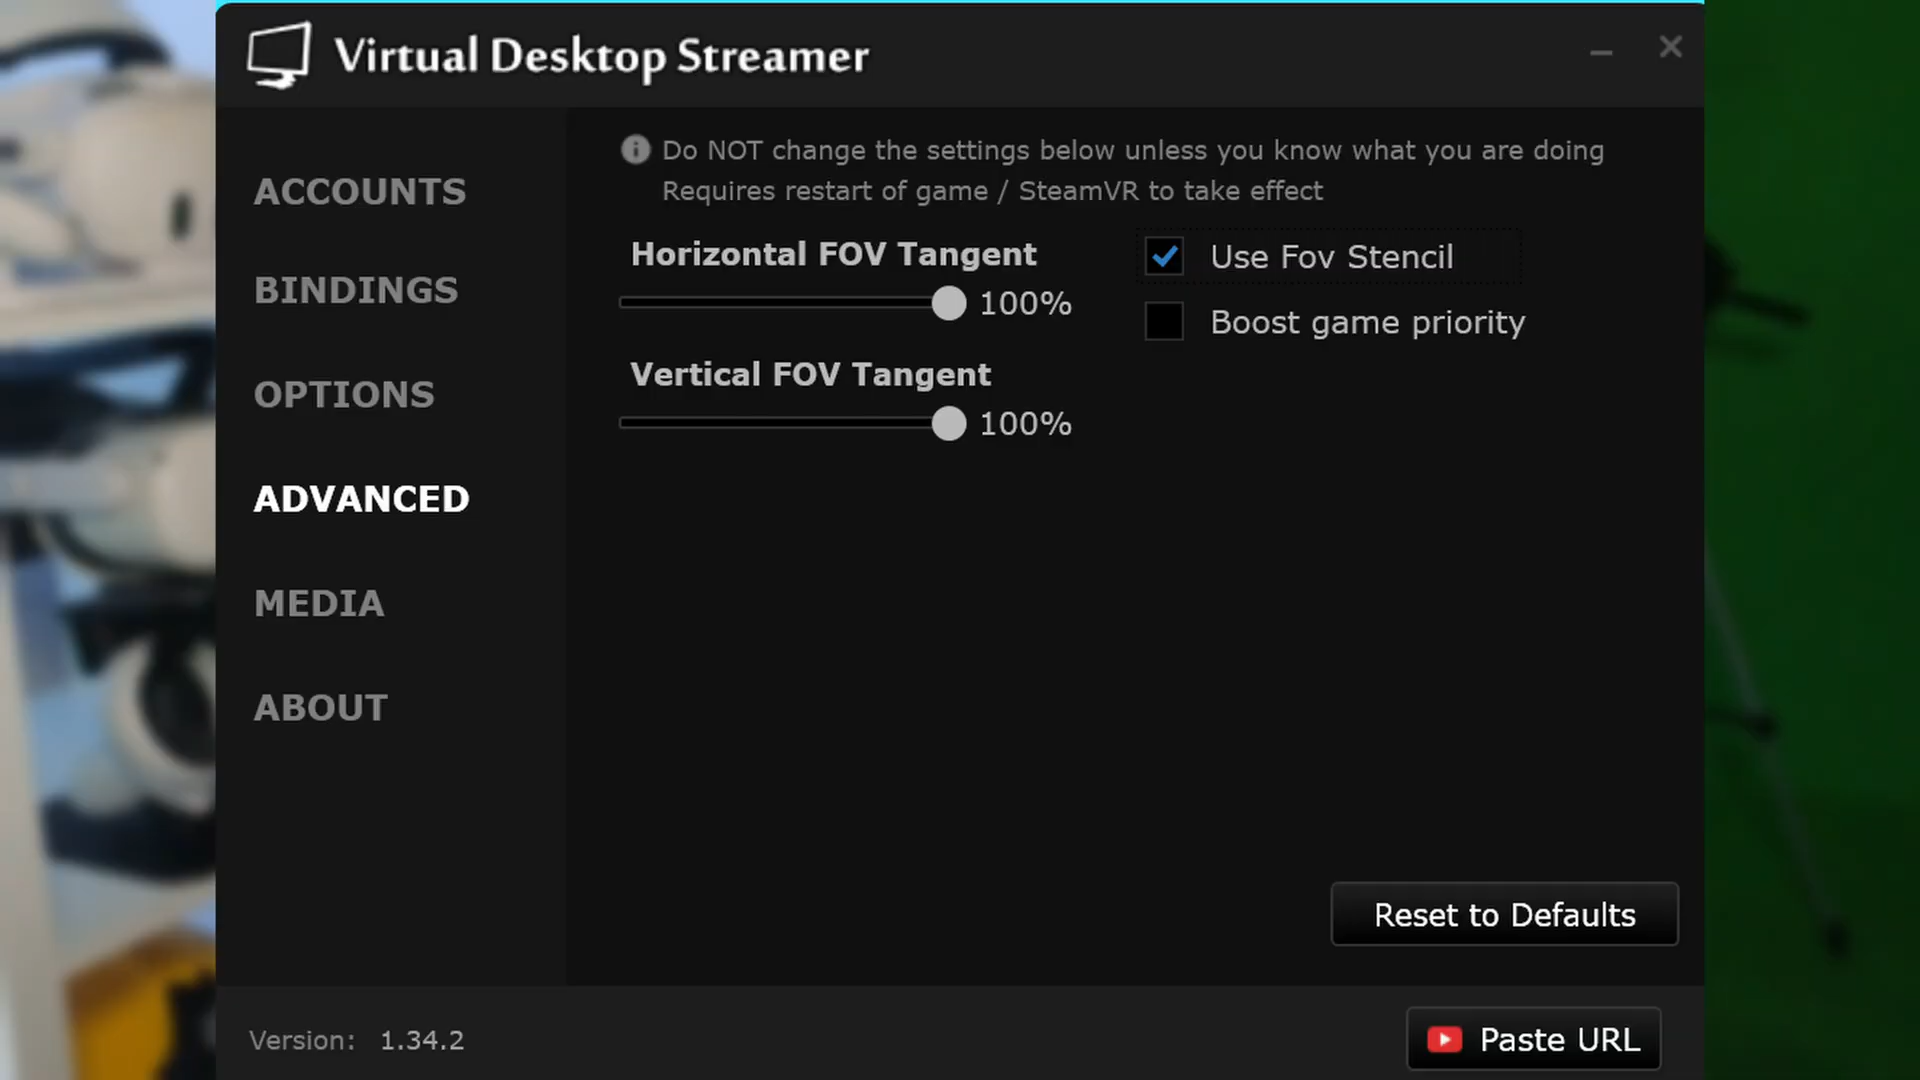 Virtual Desktop Streamer
ACCOUNTS
BINDINGS
OPTIONS
ADVANCED
MEDIA
ABOUT
Do NOT change the settings below unless you know what you are doing
Requires restart of game / SteamVR to take effect
Horizontal FOV Tangent
100%
Vertical FOV Tangent
100%
Use Fov Stencil
Boost game priority
Reset to Defaults
Version: 1.34.2
Paste URL